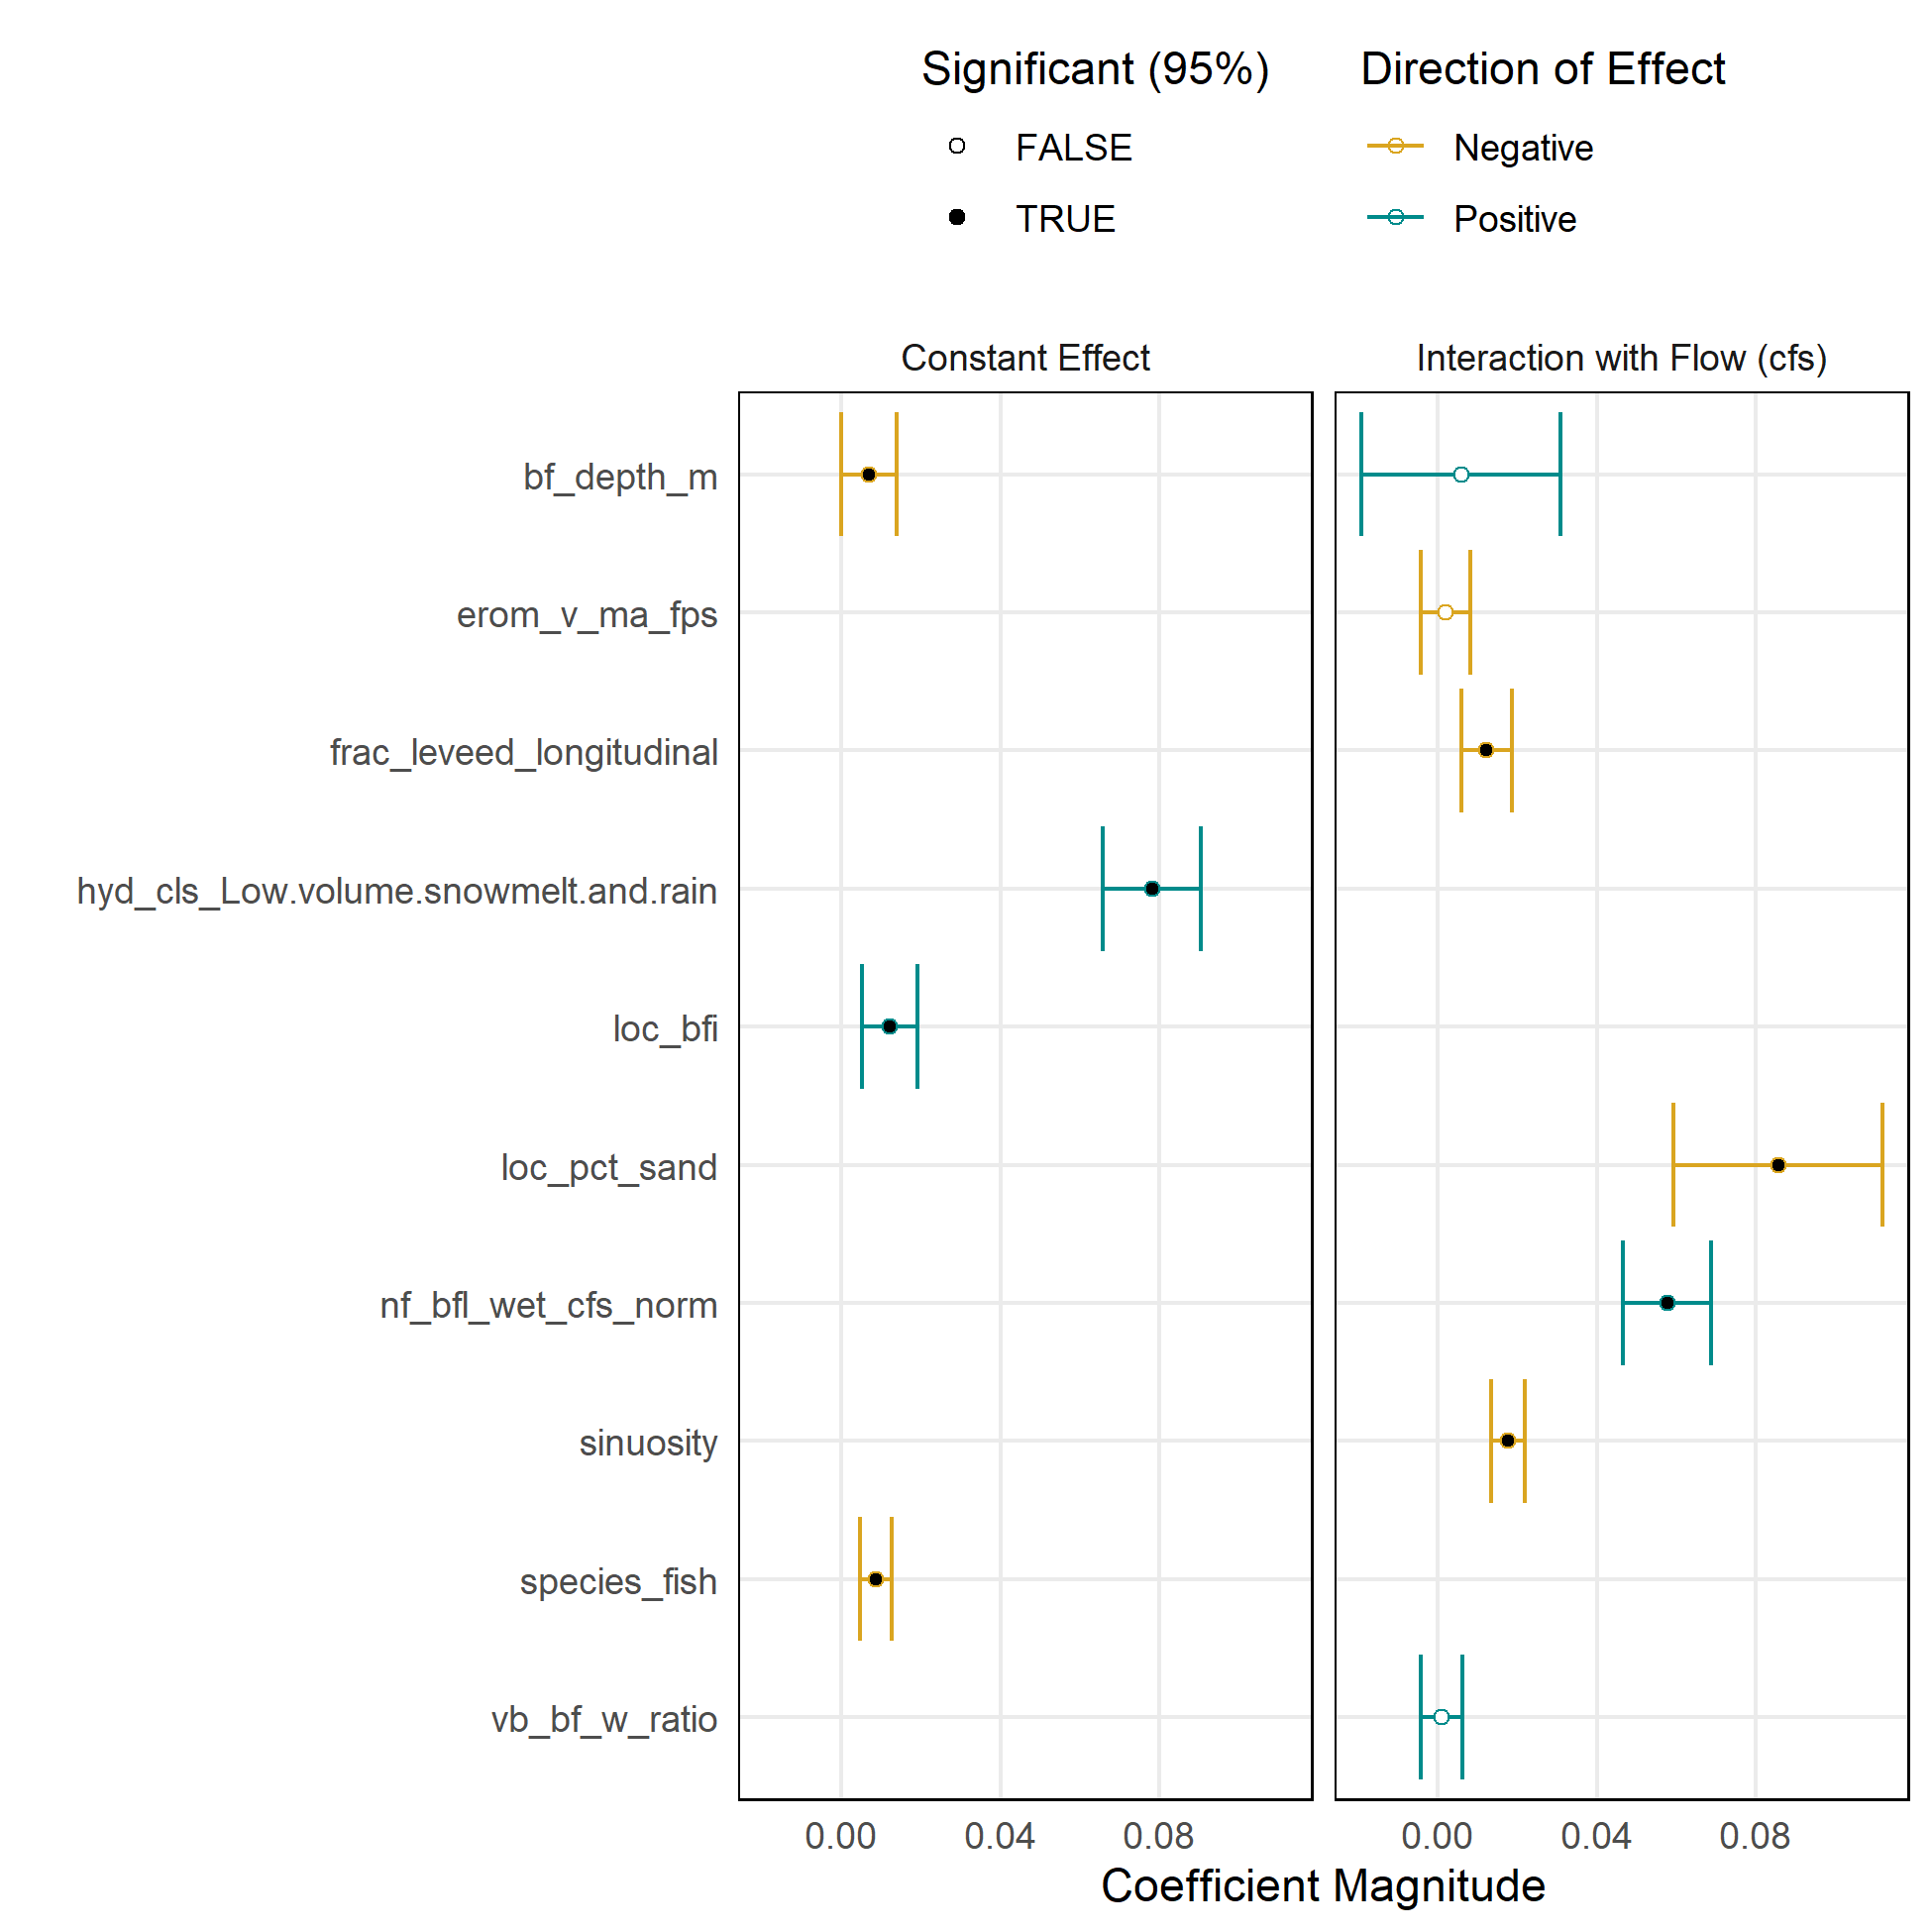 Significant (95%)
FALSE
TRUE
Direction of Effect
Negative
Positive
Constant Effect
Interaction with Flow (cfs)
bf_depth_m
erom_v_ma_fps
frac_leveed_longitudinal
hyd_cls_Low.volume.snowmelt.and.rain
loc_bfi
loc_pct_sand
nf_bfl_wet_cfs_norm
sinuosity
species_fish
vb_bf_w_ratio
0.00 0.04 0.08
0.00 0.04 0.08
Coefficient Magnitude